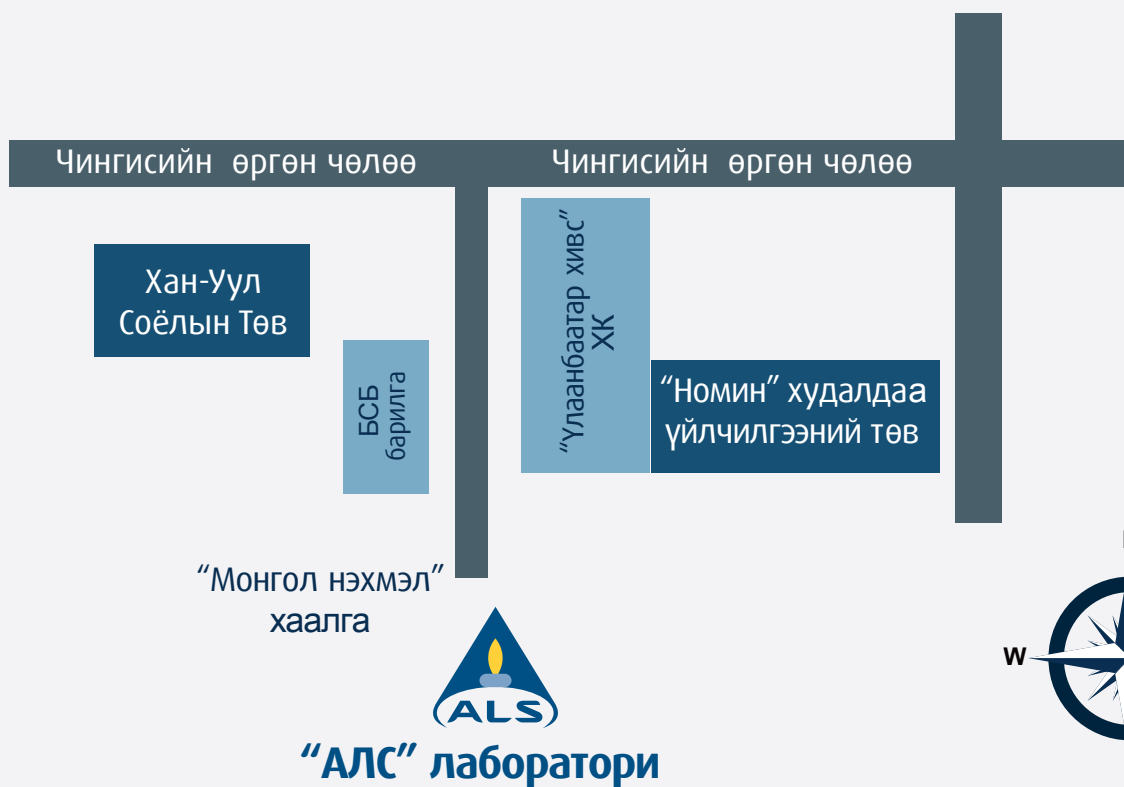 Чингисийн өргөн чөлөө
Чингисийн өргөн чөлөө
Хан-Уул
Соёлын Төв
БСБ
барилга
“Улаанбаатар хивс”
ХК
“Номин” худалдаа
үйлчилгээний төв
“Монгол нэхмэл”
хаалга
W
ALS
“АЛС” лаборатори